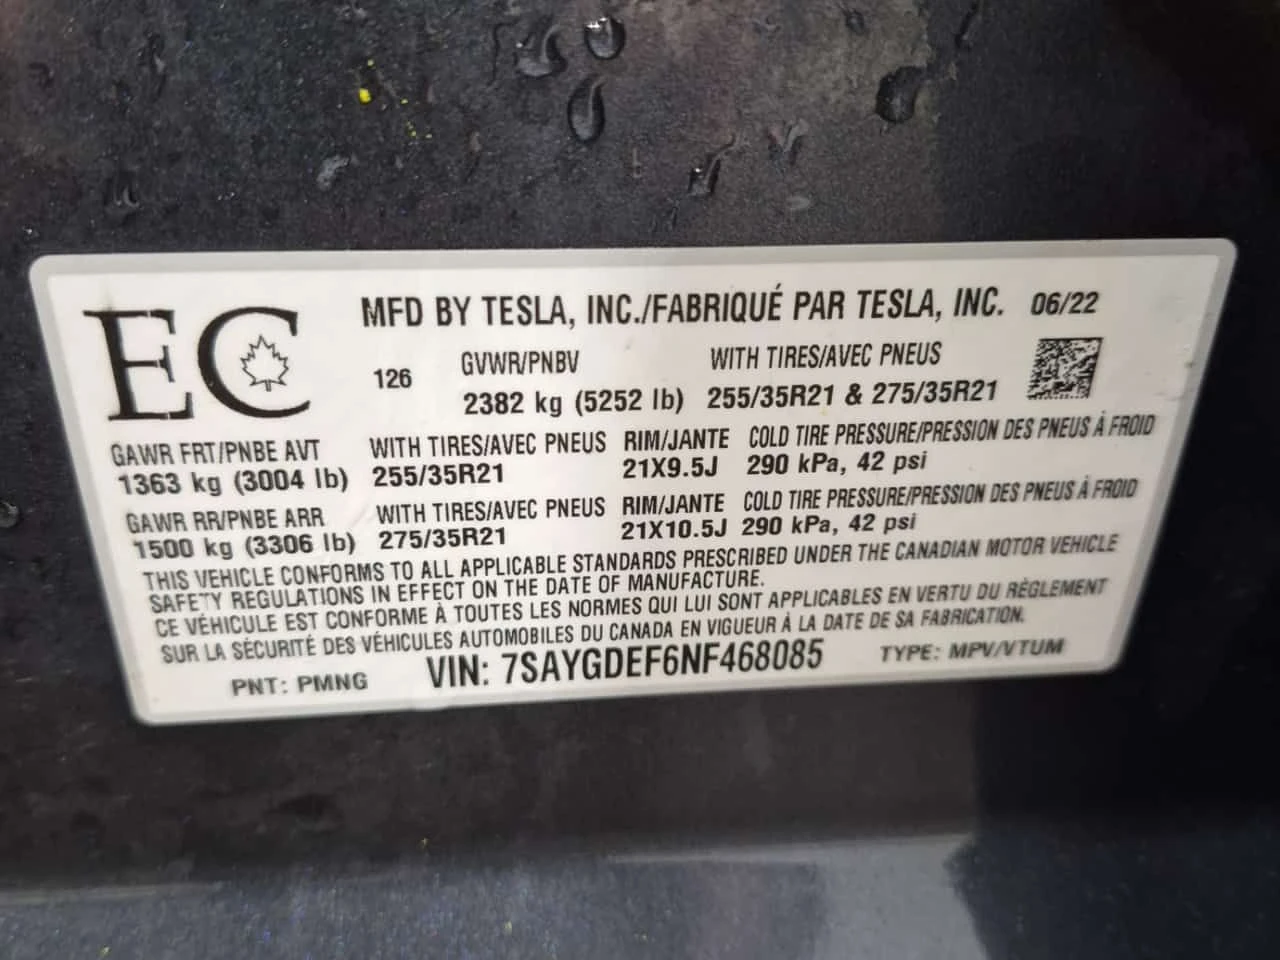 EC
MFD BY TESLA, INC./FABRIQUÉ PAR TESLA, INC. 06/22
126
GVWR/PNBV WITH TIRES/AVEC PNEUS
2382 kg (5252 lb) 255/35R21 & 275/35R21
GAWR FRT/PNBE AVT WITH TIRES/AVEC PNEUS RIM/JANTE COLD TIRE PRESSURE/PRESSION DES PNEUS À FROID
1363 kg (3004 lb) 255/35R21 21X9.5J 290 kPa, 42 psi
GAWR RR/PNBE ARR WITH TIRES/AVEC PNEUS RIM/JANTE COLD TIRE PRESSURE/PRESSION DES PNEUS À FROID
1500 kg (3306 lb) 275/35R21 21X10.5J 290 kPa, 42 psi
THIS VEHICLE CONFORMS TO ALL APPLICABLE STANDARDS PRESCRIBED UNDER THE CANADIAN MOTOR VEHICLE
SAFETY REGULATIONS IN EFFECT ON THE DATE OF MANUFACTURE.
CE VÉHICULE EST CONFORME À TOUTES LES NORMES QUI LUI SONT APPLICABLES EN VERTU DU RÈGLEMENT
SUR LA SÉCURITÉ DES VÉHICULES AUTOMOBILES DU CANADA EN VIGUEUR À LA DATE DE SA FABRICATION.
PNT: PMNG VIN: 7SAYGDEF6NF468085 TYPE: MPV/VTUM